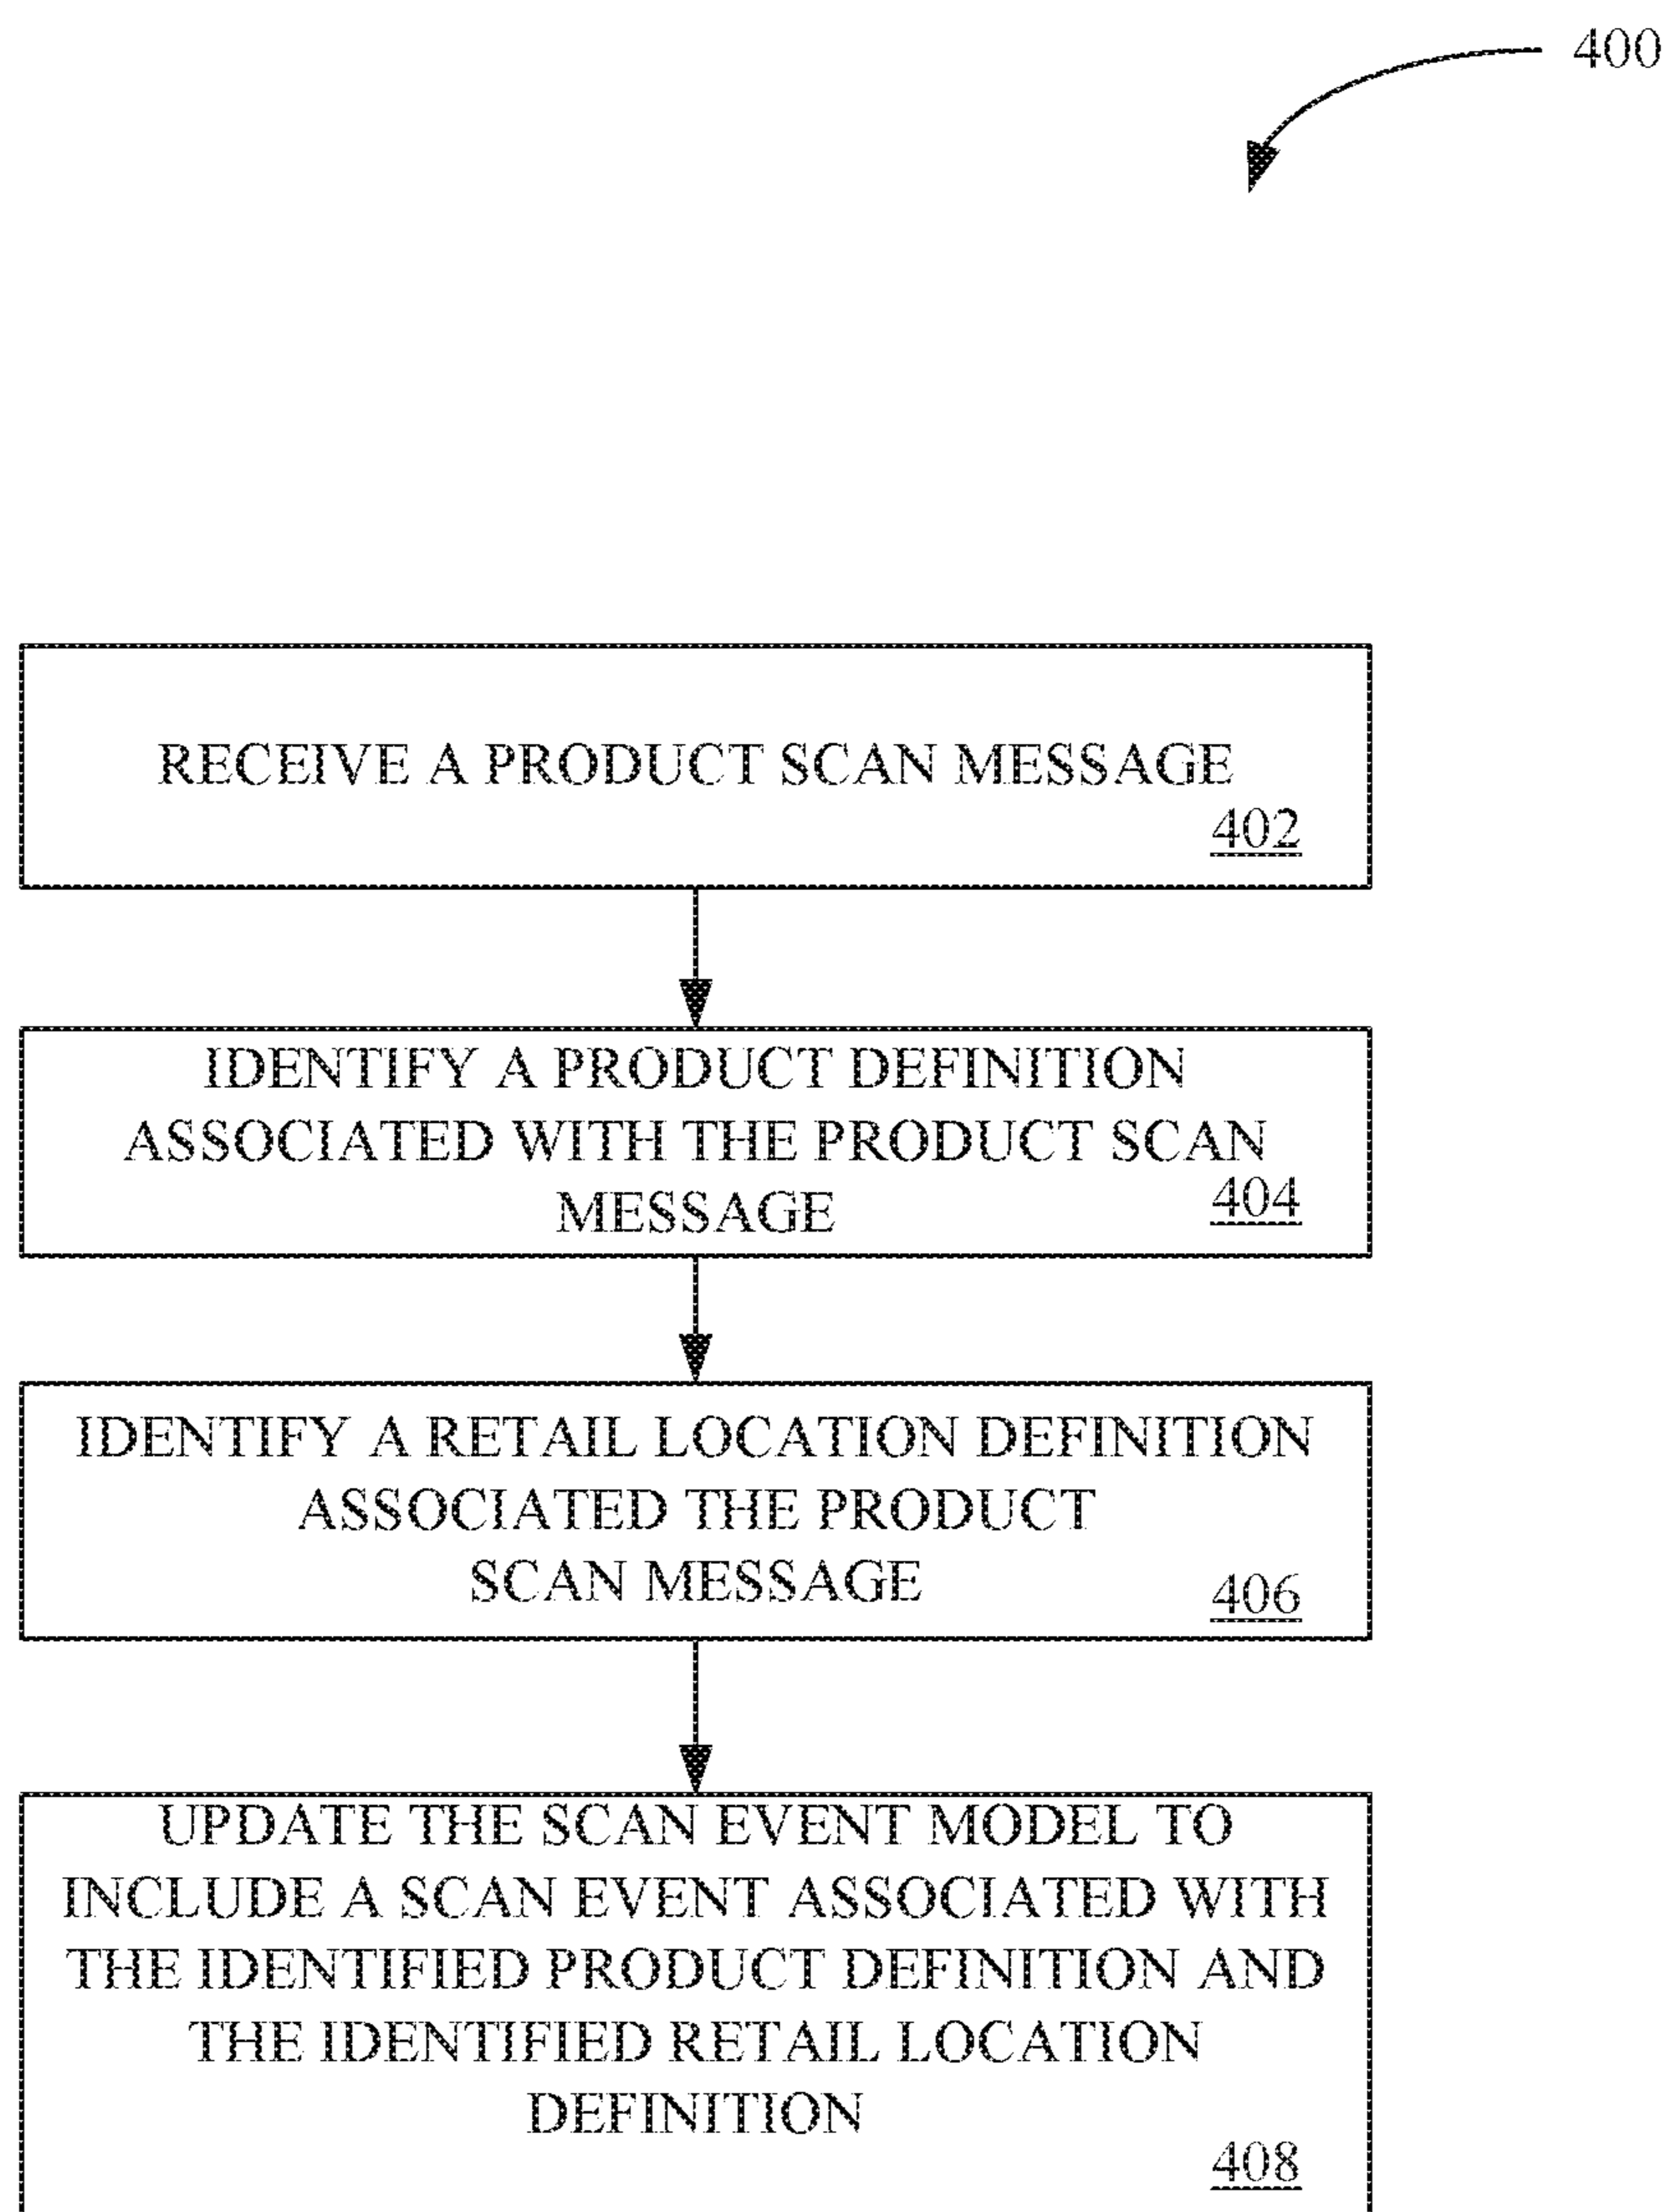 400
RECEIVE A PRODUCT SCAN MESSAGE
402
IDENTIFY A PRODUCT DEFINITION
ASSOCIATED WITH THE PRODUCT SCAN
MESSAGE
404
IDENTIFY A RETAIL LOCATION DEFINITION
ASSOCIATED THE PRODUCT
SCAN MESSAGE
406
UPDATE THE SCAN EVENT MODEL TO
INCLUDE A SCAN EVENT ASSOCIATED WITH
THE IDENTIFIED PRODUCT DEFINITION AND
THE IDENTIFIED RETAIL LOCATION
DEFINITION
408